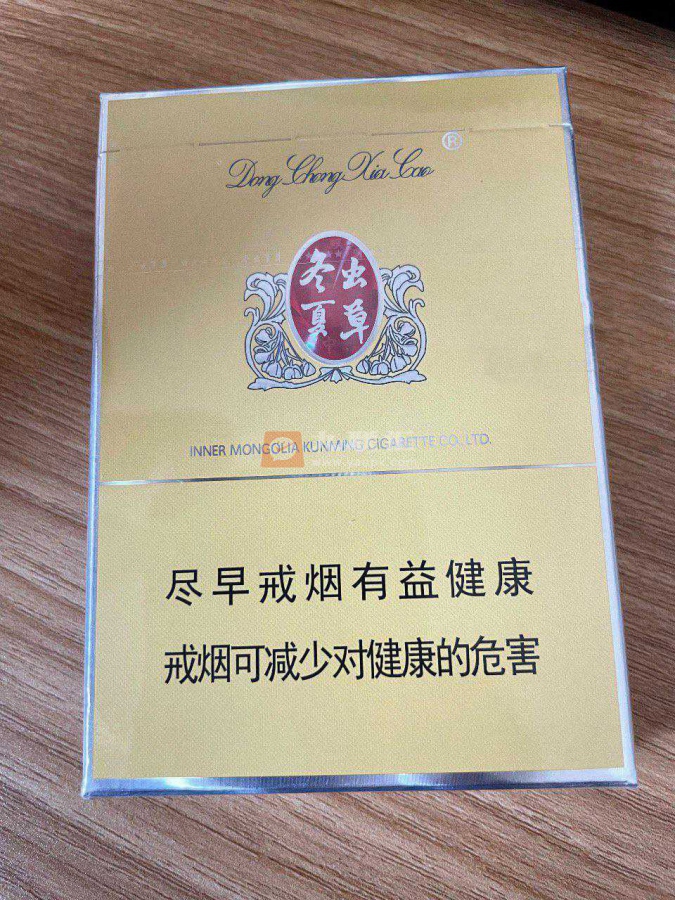 Dong Chong Xia Cao ®
冬虫
夏草
INNER MONGOLIA KUNMING CIGARETTE CO., LTD.
尽早戒烟有益健康
戒烟可减少对健康的危害